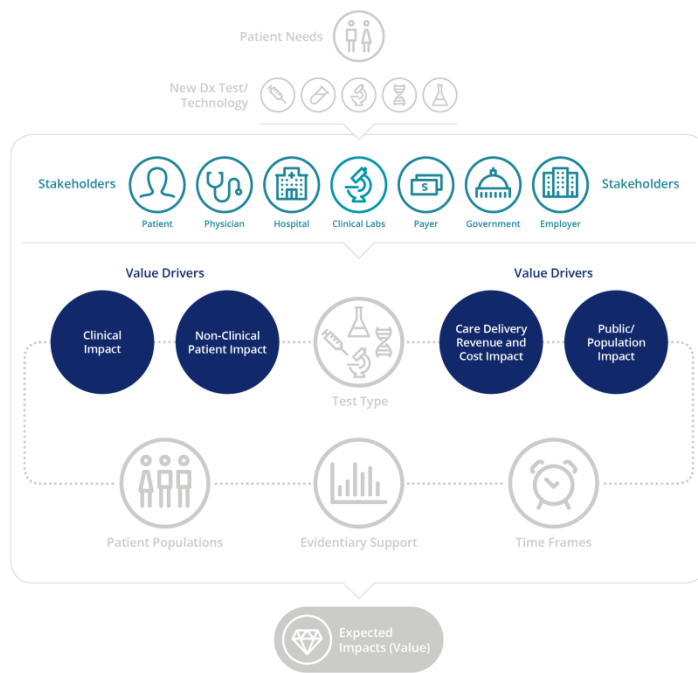 Patient Needs
New Dx Test/
Technology
Stakeholders
Stakeholders
Patient
Physician
Hospital
Clinical Labs
Payer
Government
Employer
$
Value Drivers
Value Drivers
Clinical
Impact
Non-Clinical
Patient Impact
Care Delivery
Revenue and
Cost Impact
Public/
Population
Impact
Test Type
Patient Populations
Evidentiary Support
Time Frames
Expected
Impacts (Value)